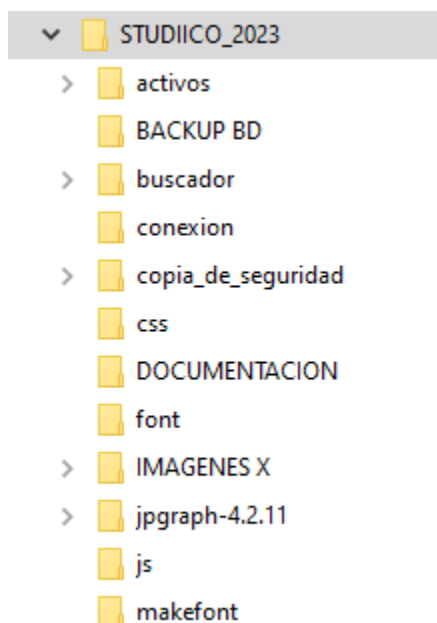 STUDIICO_2023
activos
BACKUP BD
buscador
conexion
copia_de_seguridad
css
DOCUMENTACION
font
IMAGENES X
jpgraph-4.2.11
js
makefont